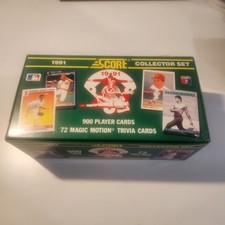 1991
SCORE
COLLECTOR SET
1991
900 PLAYER CARDS
72 MAGIC MOTION TRIVIA CARDS